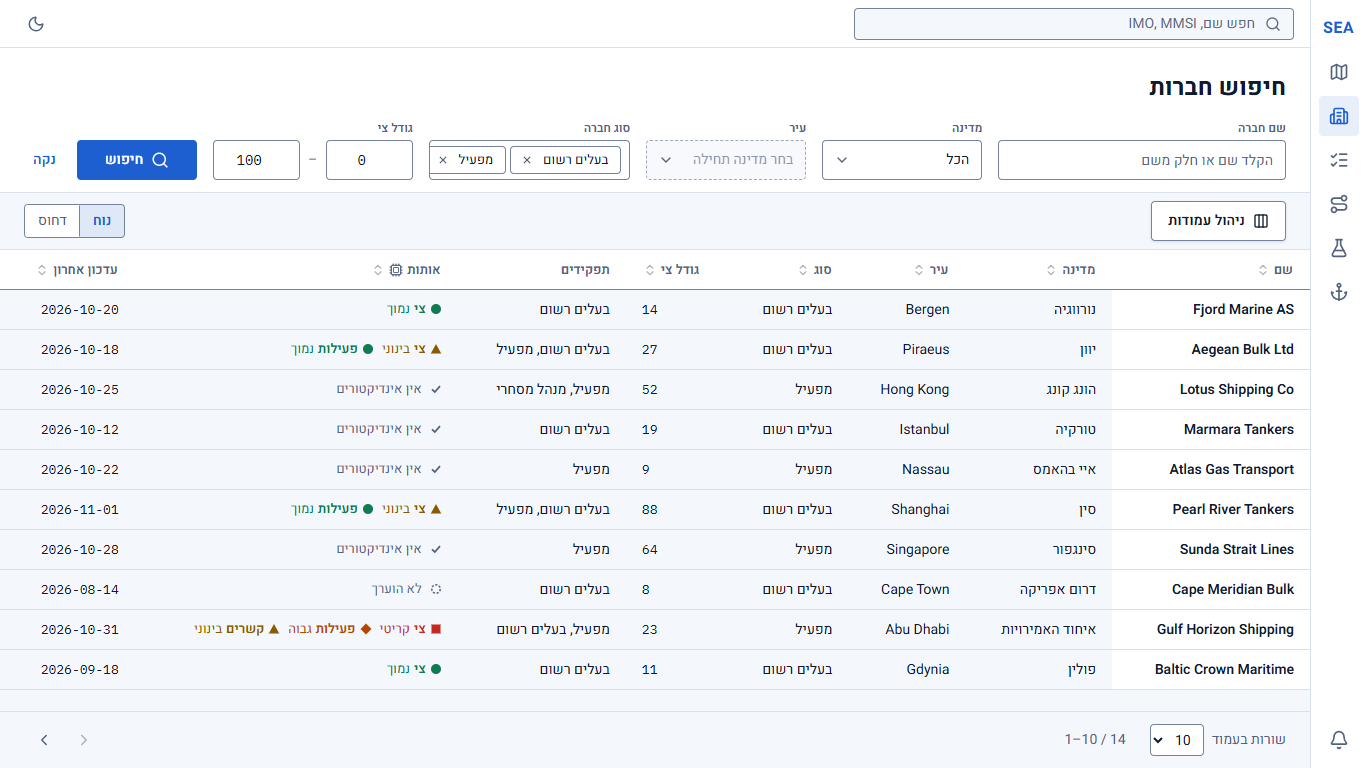 SEA
חפש שם, IMO, MMSI
חיפוש חברות
שם חברה
הקלד שם או חלק משם
מדינה
הכל
עיר
בחר מדינה תחילה
סוג חברה
בעלים רשום ×
מפעיל ×
גודל צי
0 – 100
חיפוש
נקה
ניהול עמודות
נוח
דחוס
שם מדינה עיר סוג גודל צי תפקידים אותות עדכון אחרון
Fjord Marine AS נורווגיה Bergen בעלים רשום 14 בעלים רשום צי נמוך 2026-10-20
Aegean Bulk Ltd יוון Piraeus בעלים רשום 27 בעלים רשום, מפעיל צי בינוני פעילות נמוך 2026-10-18
Lotus Shipping Co הונג קונג Hong Kong מפעיל 52 מפעיל, מנהל מסחרי אין אינדיקטורים 2026-10-25
Marmara Tankers טורקיה Istanbul בעלים רשום 19 בעלים רשום אין אינדיקטורים 2026-10-12
Atlas Gas Transport איי בהאמס Nassau מפעיל 9 מפעיל אין אינדיקטורים 2026-10-22
Pearl River Tankers סין Shanghai בעלים רשום 88 בעלים רשום, מפעיל צי בינוני פעילות נמוך 2026-11-01
Sunda Strait Lines סינגפור Singapore מפעיל 64 מפעיל אין אינדיקטורים 2026-10-28
Cape Meridian Bulk דרום אפריקה Cape Town בעלים רשום 8 בעלים רשום לא הוערך 2026-08-14
Gulf Horizon Shipping איחוד האמירויות Abu Dhabi מפעיל 23 מפעיל, בעלים רשום צי קריטי פעילות גבוה קשרים בינוני 2026-10-31
Baltic Crown Maritime פולין Gdynia בעלים רשום 11 בעלים רשום צי נמוך 2026-09-18
שורות בעמוד 10 1–10 / 14